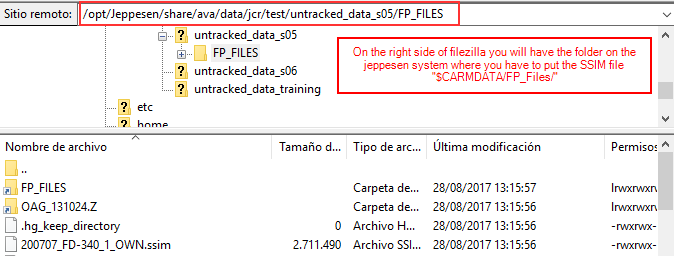 Sitio remoto: /opt/Jeppesen/share/ava/data/jcr/test/untracked_data_s05/FP_FILES
untracked_data_s05
FP_FILES
untracked_data_s06
untracked_data_training
etc
home
On the right side of filezilla you will have the folder on the
jeppesen system where you have to put the SSIM file
"$CARMDATA/FP_Files/"
Nombre de archivo Tamaño d... Tipo de arc... Última modificación Permisos
..
FP_FILES Carpeta de... 28/08/2017 13:15:57 lrwxrwxrw
OAG_131024.Z Carpeta de... 28/08/2017 13:15:56 lrwxrwxrw
.hg_keep_directory 0 Archivo H... 28/08/2017 13:15:56 -rwxrwxr
200707_FD-340_1_OWN.ssim 2.711.490 Archivo SSI... 28/08/2017 13:15:56 -rwxrwxr